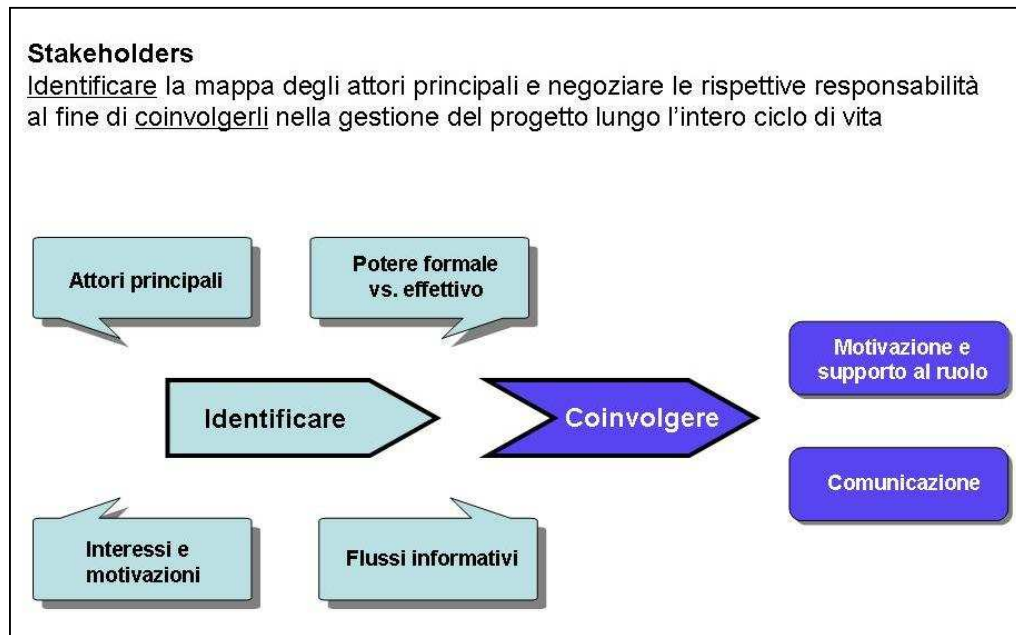 Stakeholders
Identificare la mappa degli attori principali e negoziare le rispettive responsabilità
al fine di coinvolgerli nella gestione del progetto lungo l'intero ciclo di vita
Attori principali
Potere formale
vs. effettivo
Motivazione e
supporto al ruolo
Identificare
Coinvolgere
Comunicazione
Interessi e
motivazioni
Flussi informativi